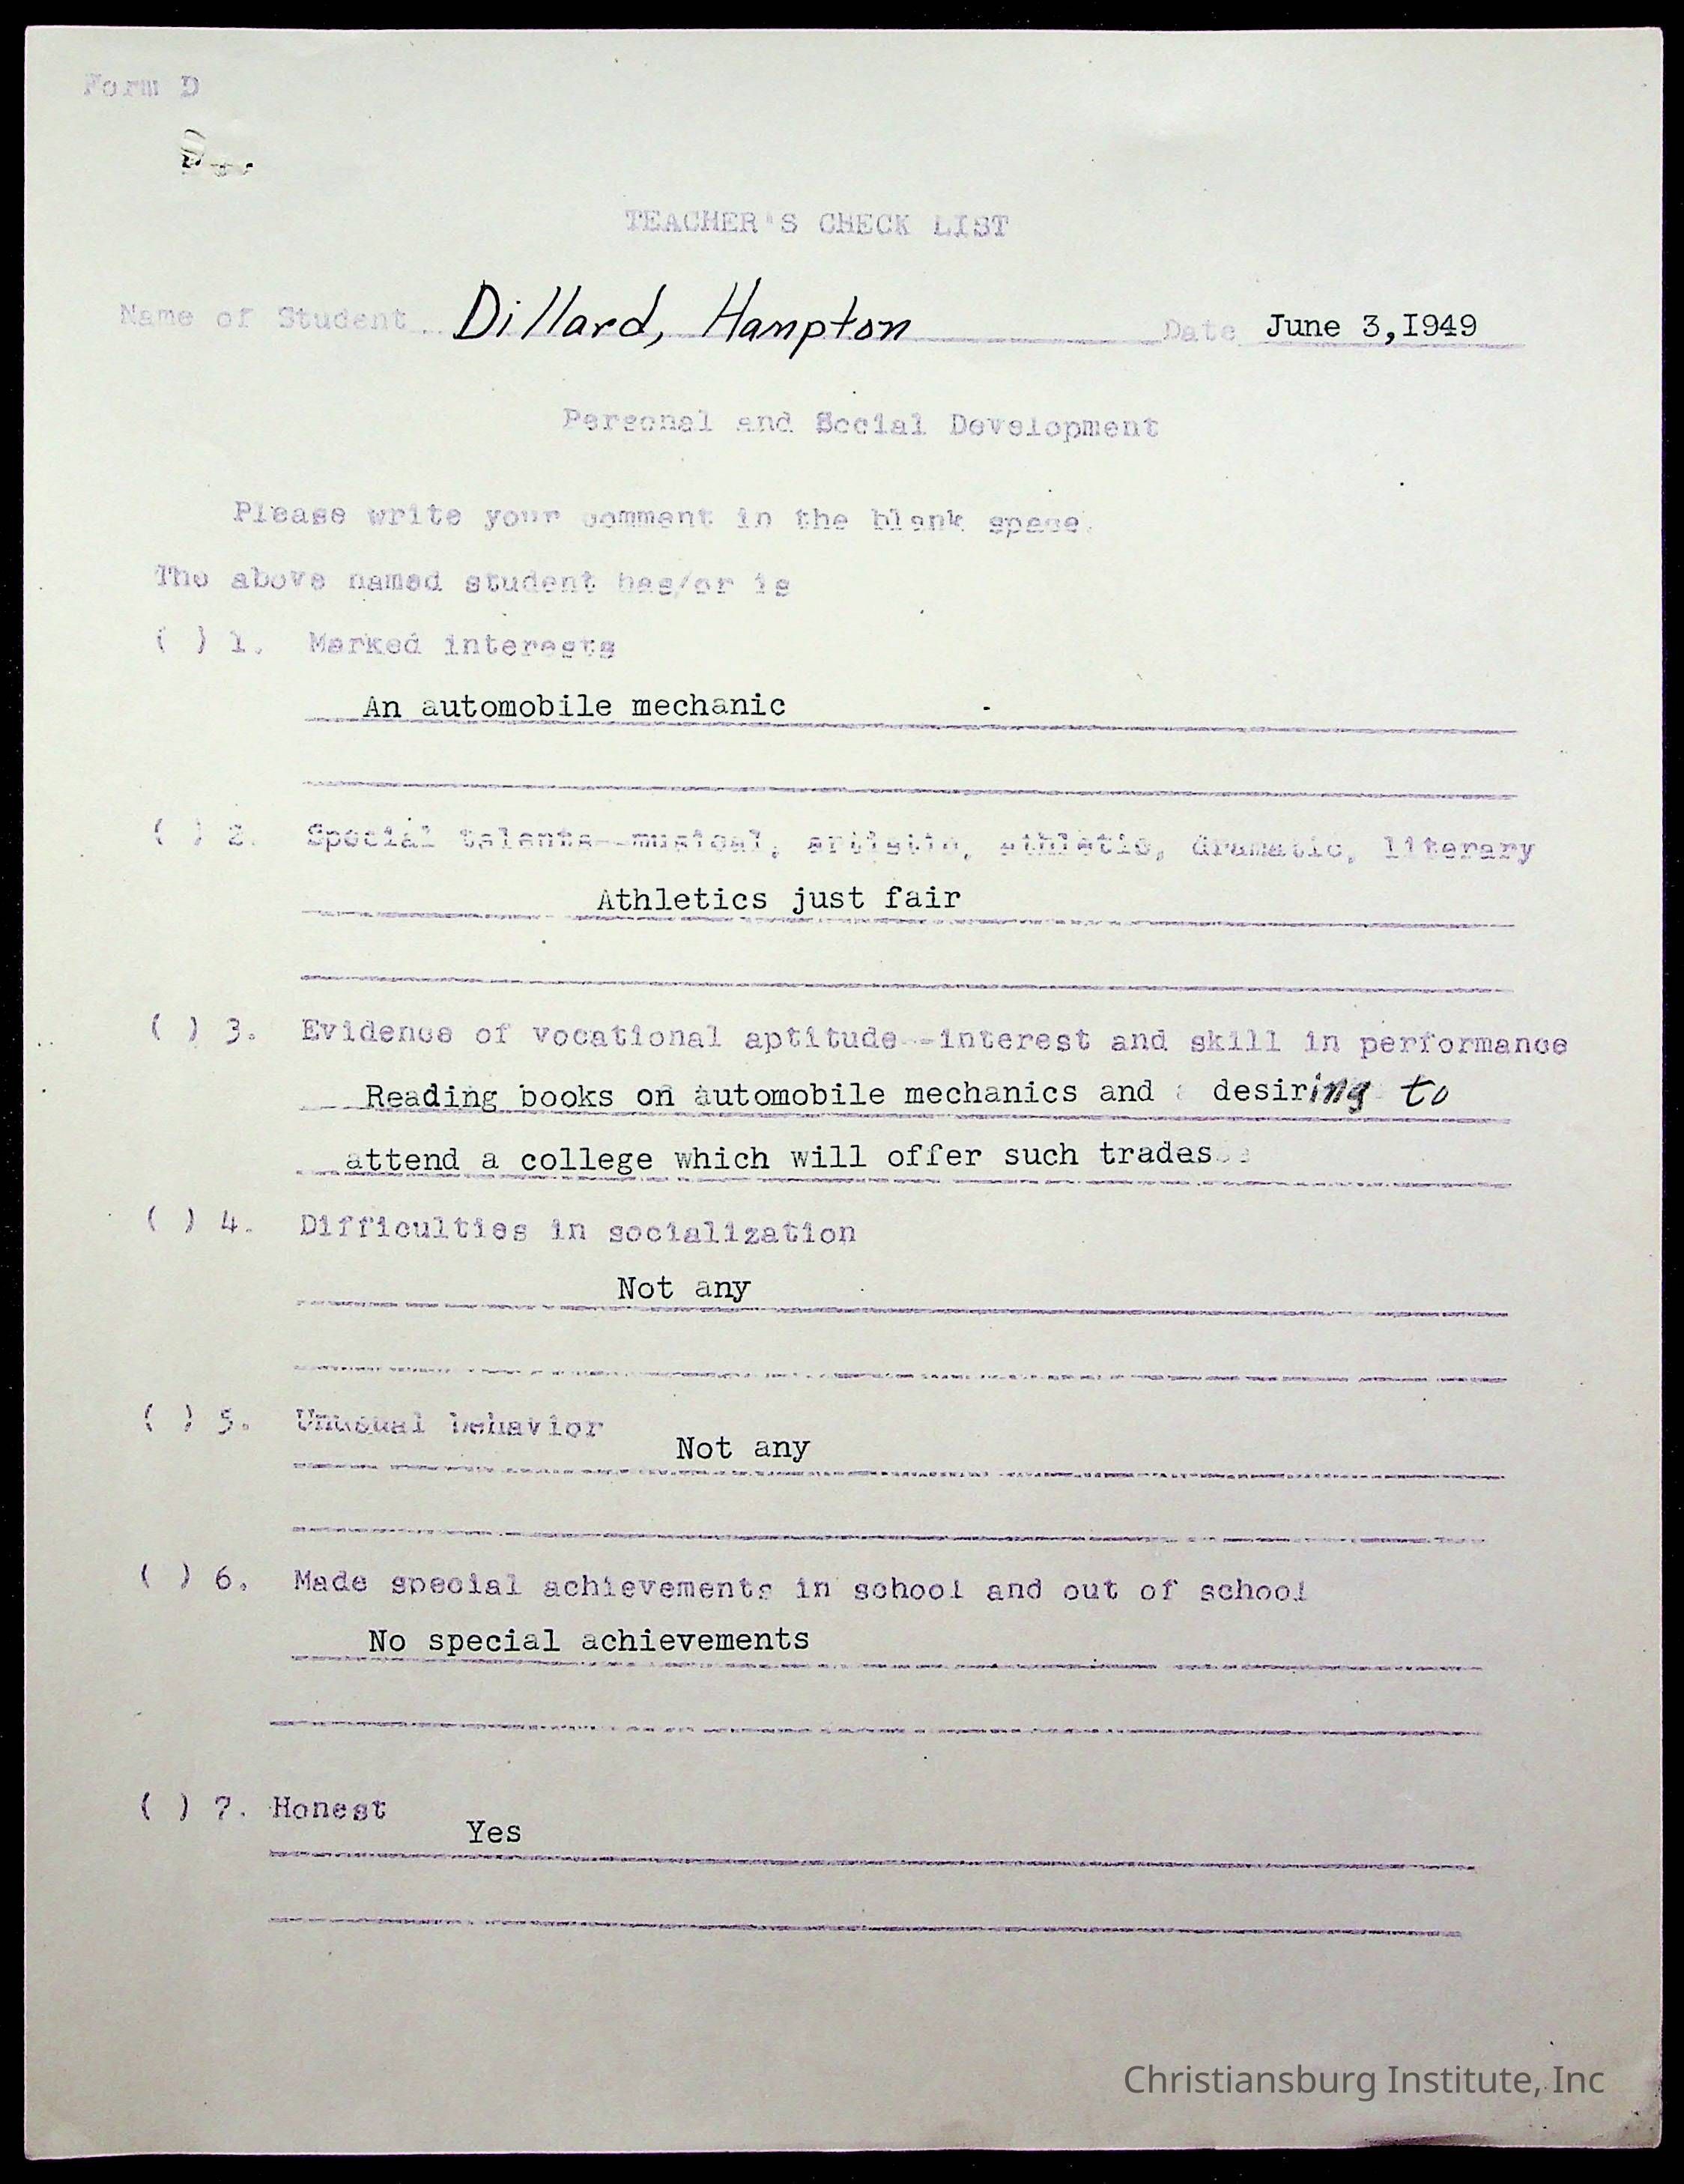 Form D
TEACHER'S CHECK LIST
Name of Student Dillard, Hampton Date June 3,I949
Personal and Social Development
Please write your comment in the blank space.
The above named student has/or is
( ) 1. Marked interests
An automobile mechanic
( ) 2. Special talents--musical, artistic, athletic, dramatic, literary
Athletics just fair
( ) 3. Evidence of vocational aptitude--interest and skill in performance
Reading books on automobile mechanics and desiring to
attend a college which will offer such trades
( ) 4. Difficulties in socialization
Not any
( ) 5. Unusual behavior
Not any
( ) 6. Made special achievements in school and out of school
No special achievements
( ) 7. Honest
Yes
Christiansburg Institute, Inc